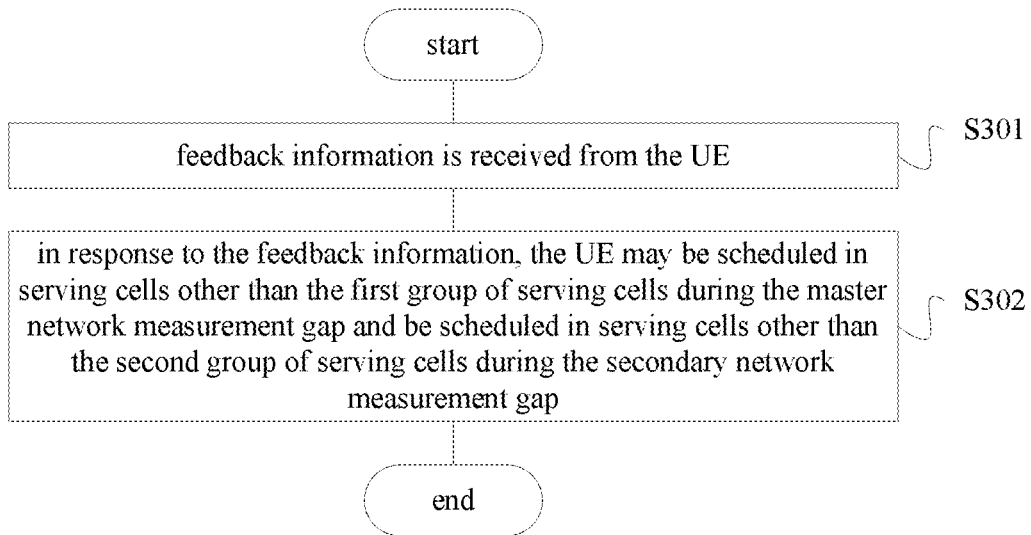 start
feedback information is received from the UE
S301
in response to the feedback information, the UE may be scheduled in
serving cells other than the first group of serving cells during the master
network measurement gap and be scheduled in serving cells other than
the second group of serving cells during the secondary network
measurement gap
S302
end